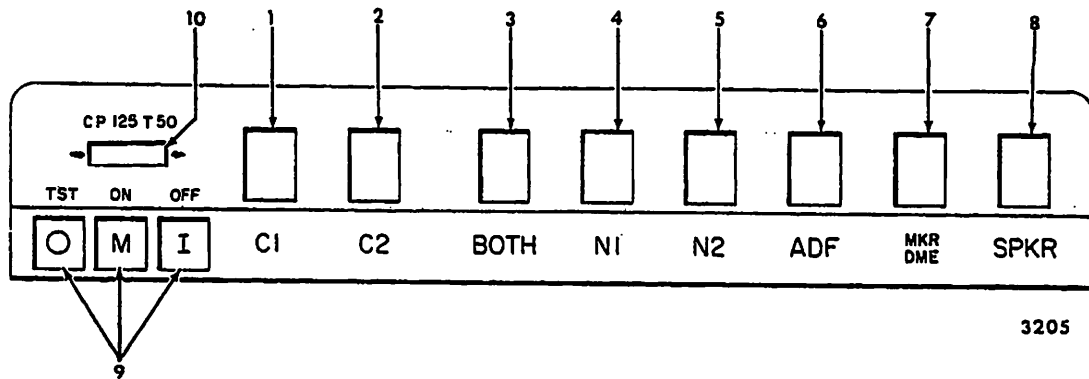 10 1 2 3 4 5 6 7 8
CP 125 T 50
TST ON OFF
O M I C1 C2 BOTH N1 N2 ADF MKR DME SPKR
3205
9